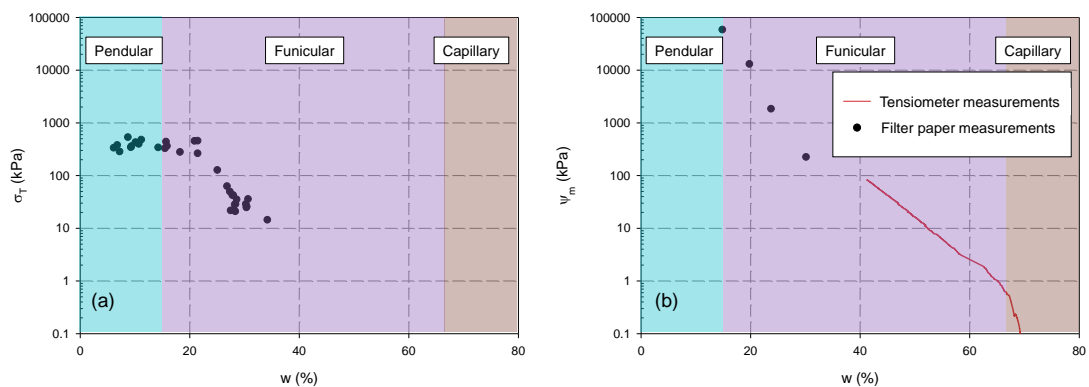 100000
10000
1000
100
10
1
0.1
σT (kPa)
Pendular
Funicular
Capillary
(a)
0
20
40
60
80
w (%)
100000
10000
1000
100
10
1
0.1
ψm (kPa)
Pendular
Funicular
Capillary
Tensiometer measurements
Filter paper measurements
(b)
0
20
40
60
80
w (%)